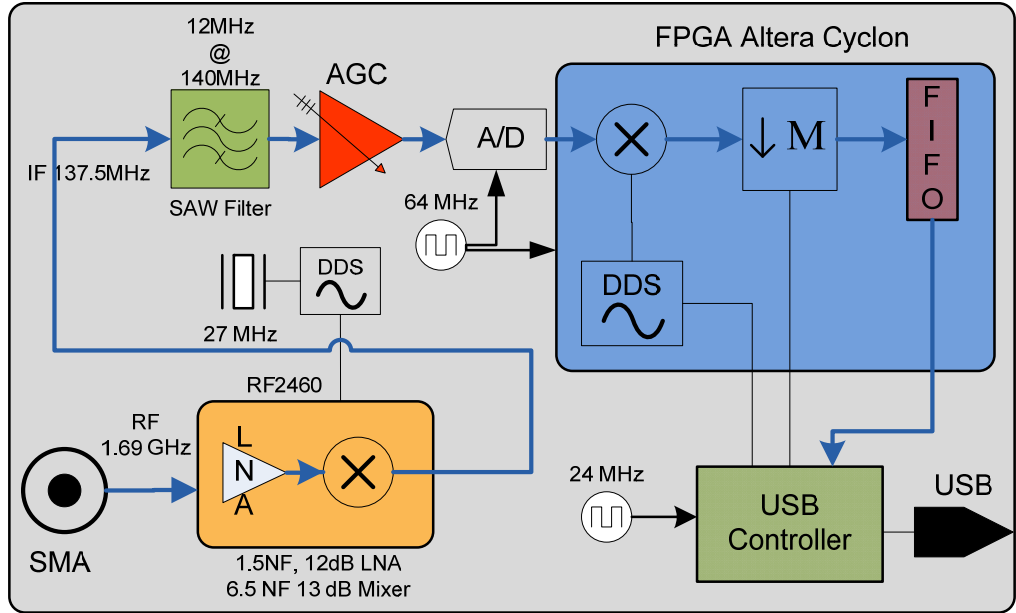 12MHz
@
140MHz
AGC
FPGA Altera Cyclon
IF 137.5MHz
SAW Filter
A/D
64 MHz
↓ M
F
I
F
O
DDS
27 MHz
DDS
RF2460
RF
1.69 GHz
L
N
A
SMA
1.5NF, 12dB LNA
6.5 NF 13 dB Mixer
24 MHz
USB
Controller
USB